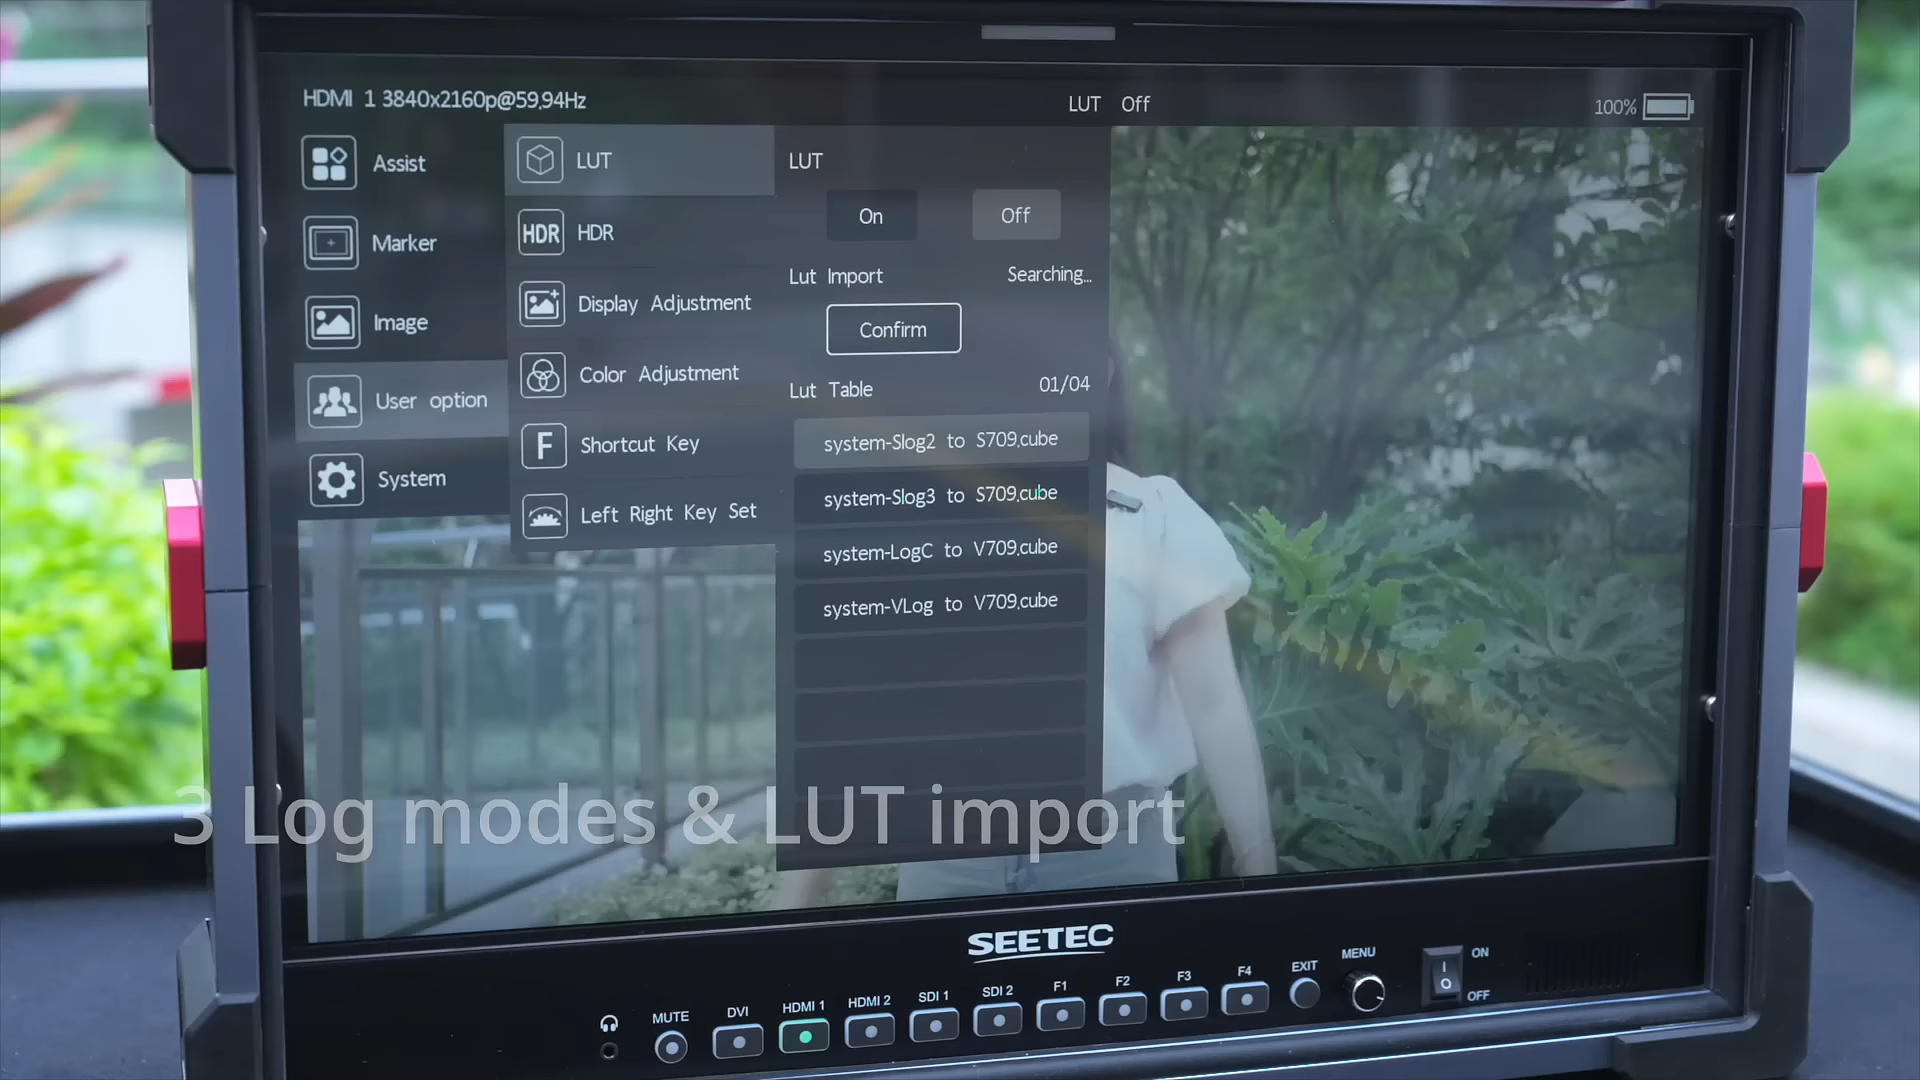 HDMI 1 3840x2160p@59.94Hz
LUT Off
100%
Assist
Marker
Image
User option
System
LUT
HDR HDR
Display Adjustment
Color Adjustment
F Shortcut Key
Left Right Key Set
LUT
On Off
Lut Import Searching...
Confirm
Lut Table 01/04
system-Slog2 to S709.cube
system-Slog3 to S709.cube
system-LogC to V709.cube
system-VLog to V709.cube
3 Log modes & LUT import
SEETEC
MUTE DVI HDMI 1 HDMI 2 SDI 1 SDI 2 F1 F2 F3 F4 EXIT MENU
ON
OFF